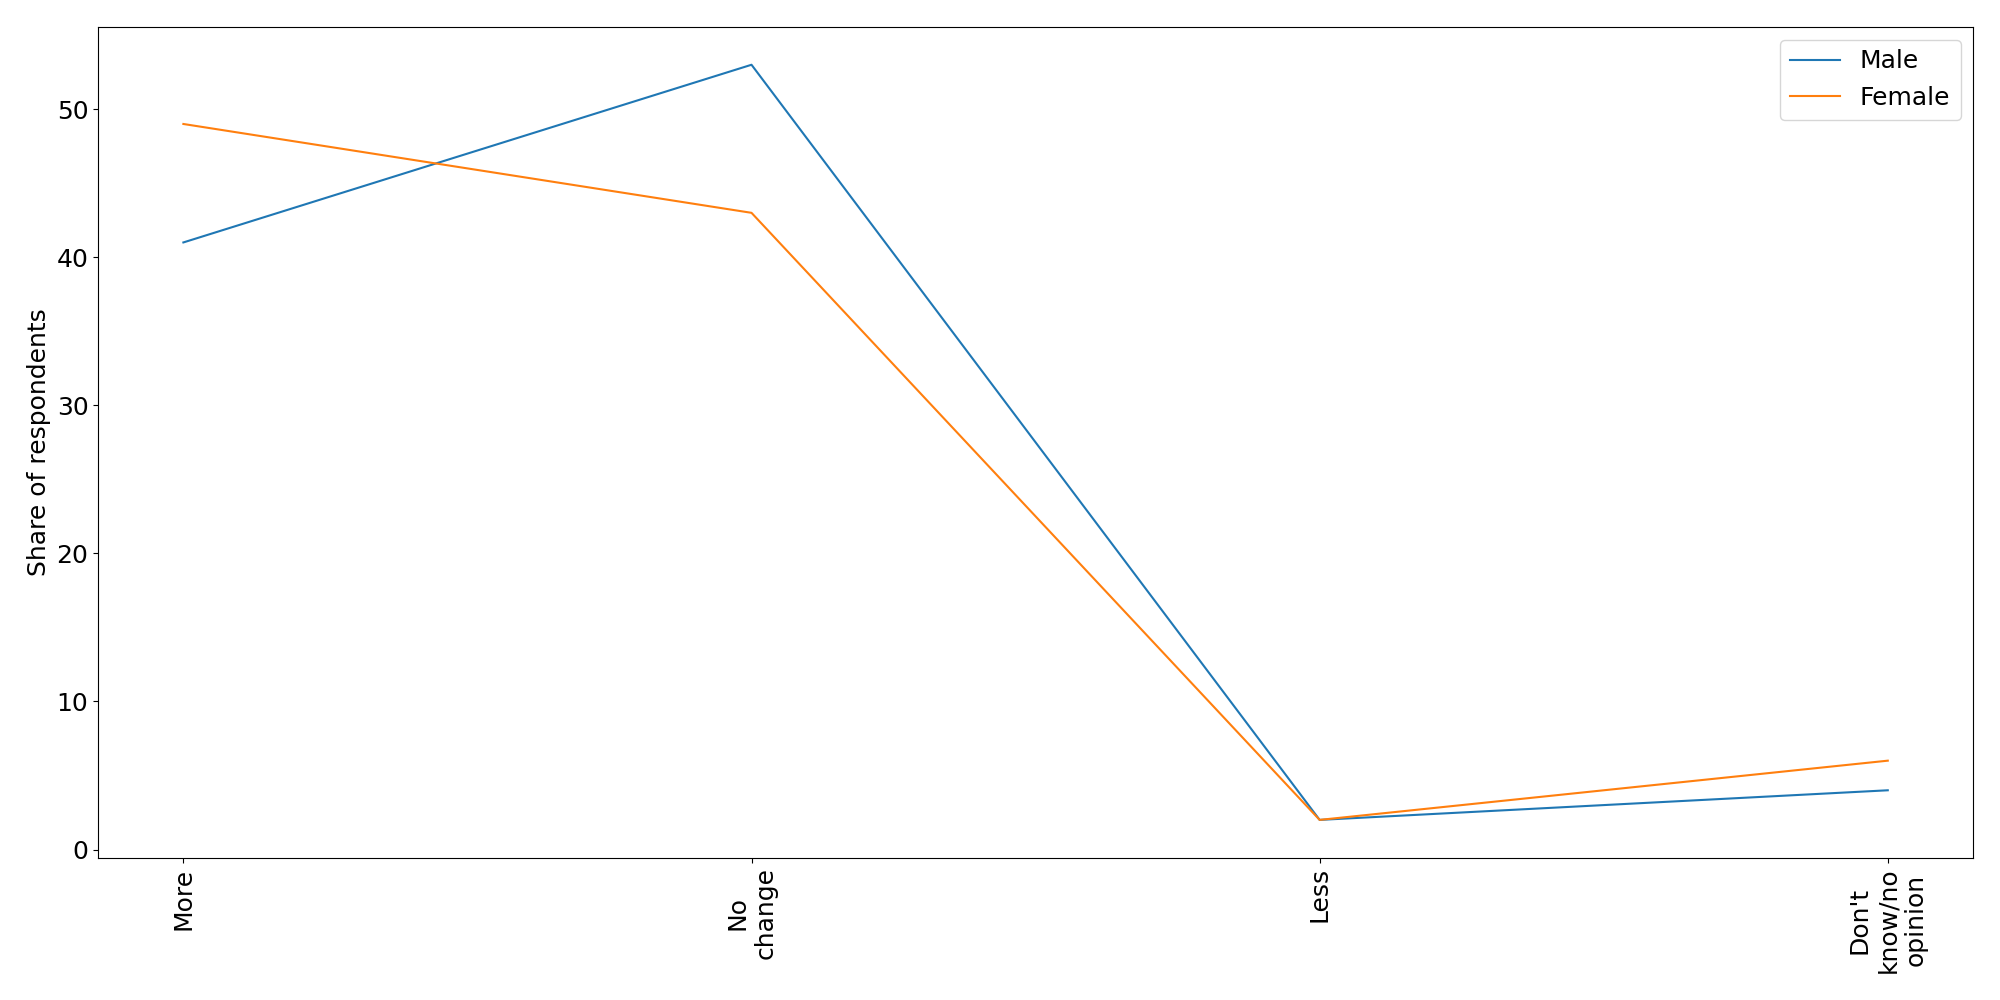 Male
Female
Share of respondents
50
40
30
20
10
0
More
No
change
Less
Don't
know/no
opinion